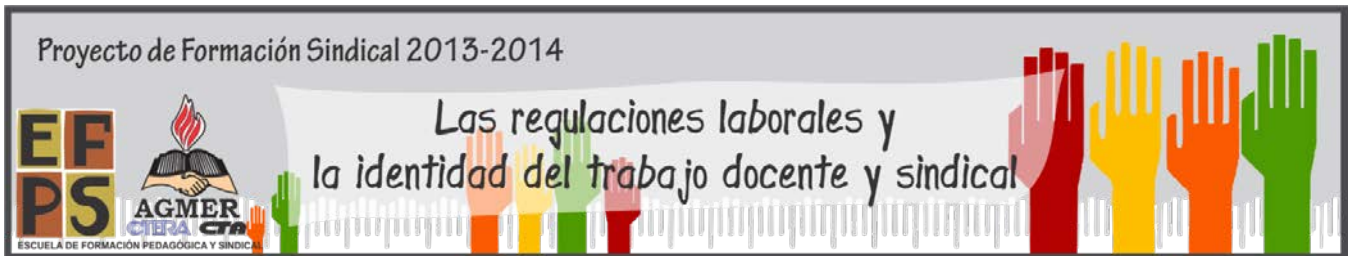 Proyecto de Formación Sindical 2013-2014
Las regulaciones laborales y
la identidad del trabajo docente y sindical
EF
PS
AGMER
CTERA CTA
ESCUELA DE FORMACIÓN PEDAGÓGICA Y SINDICAL